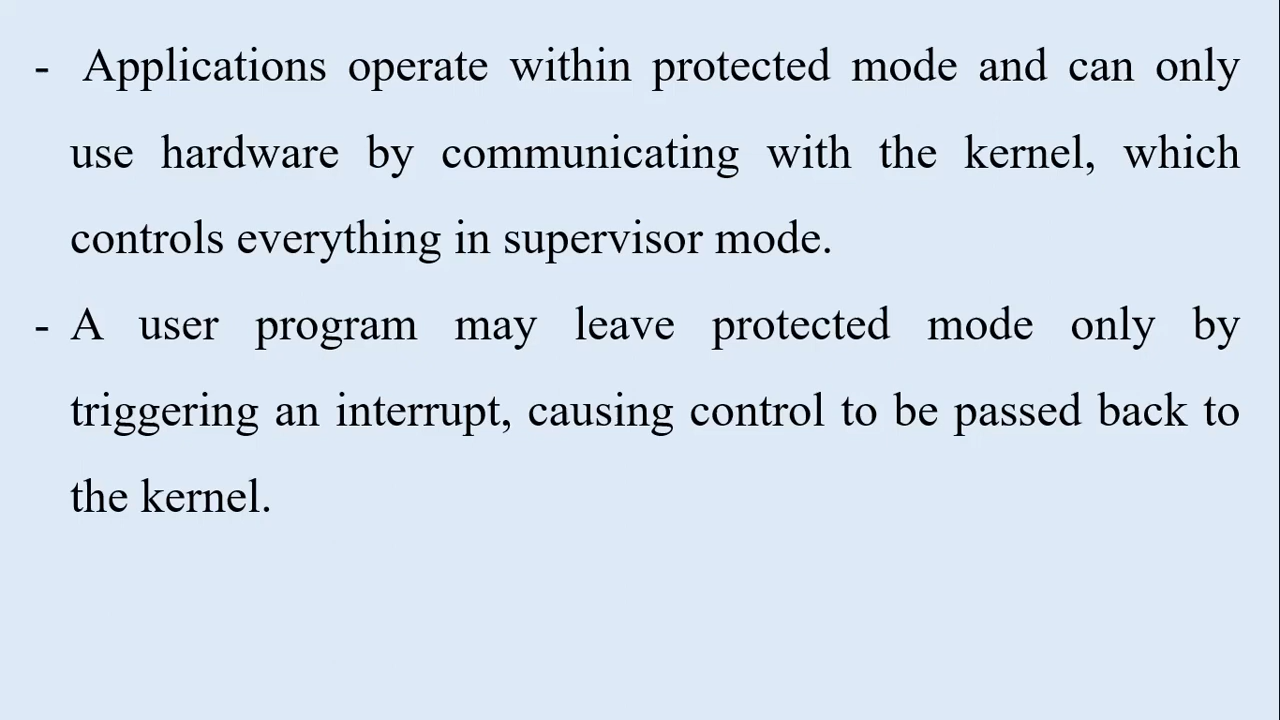 - Applications operate within protected mode and can only
use hardware by communicating with the kernel, which
controls everything in supervisor mode.
- A user program may leave protected mode only by
triggering an interrupt, causing control to be passed back to
the kernel.